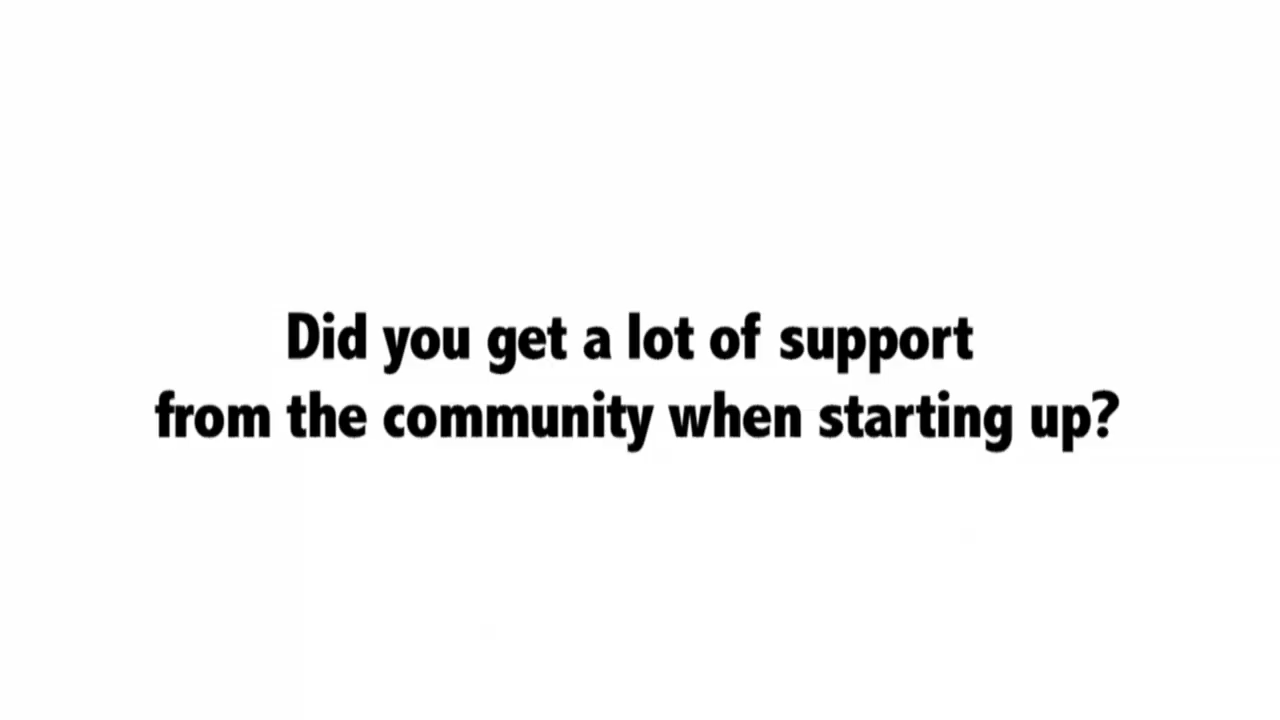 Did you get a lot of support
from the community when starting up?